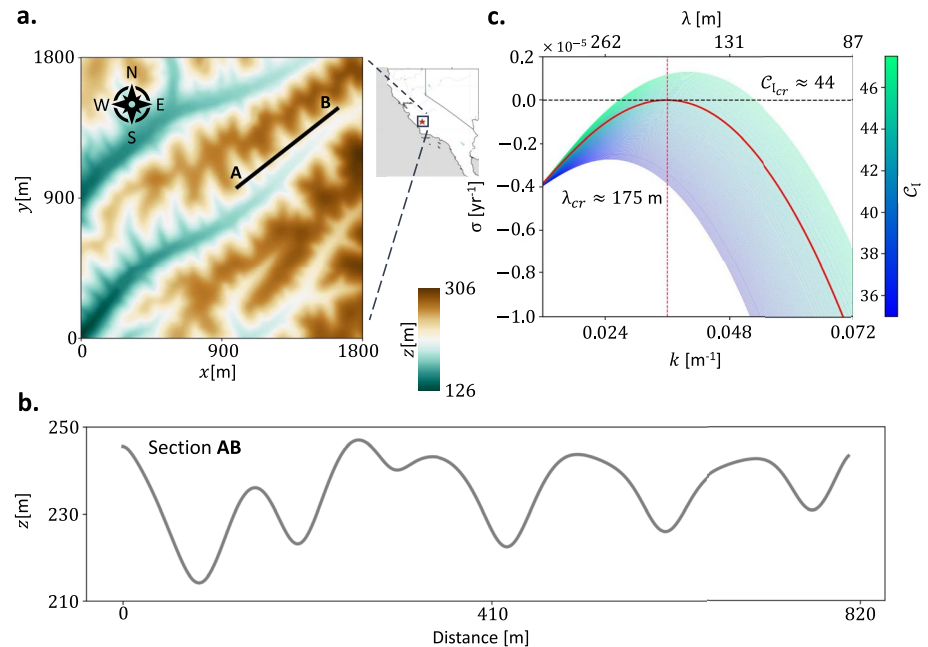 a.
1800
N
W E
S
B
A
y[m]
900
0
0 900 1800
x[m]
306
z[m]
126
c.
λ [m]
× 10⁻⁵ 262 131 87
0.2
0.0
−0.2
−0.4
−0.6
−0.8
−1.0
σ [yr⁻¹]
𝒞Icr ≈ 44
λcr ≈ 175 m
0.024 0.048 0.072
k [m⁻¹]
46
44
42
40
38
36
𝒞I
b.
250
Section AB
230
z[m]
210
0 410 820
Distance [m]